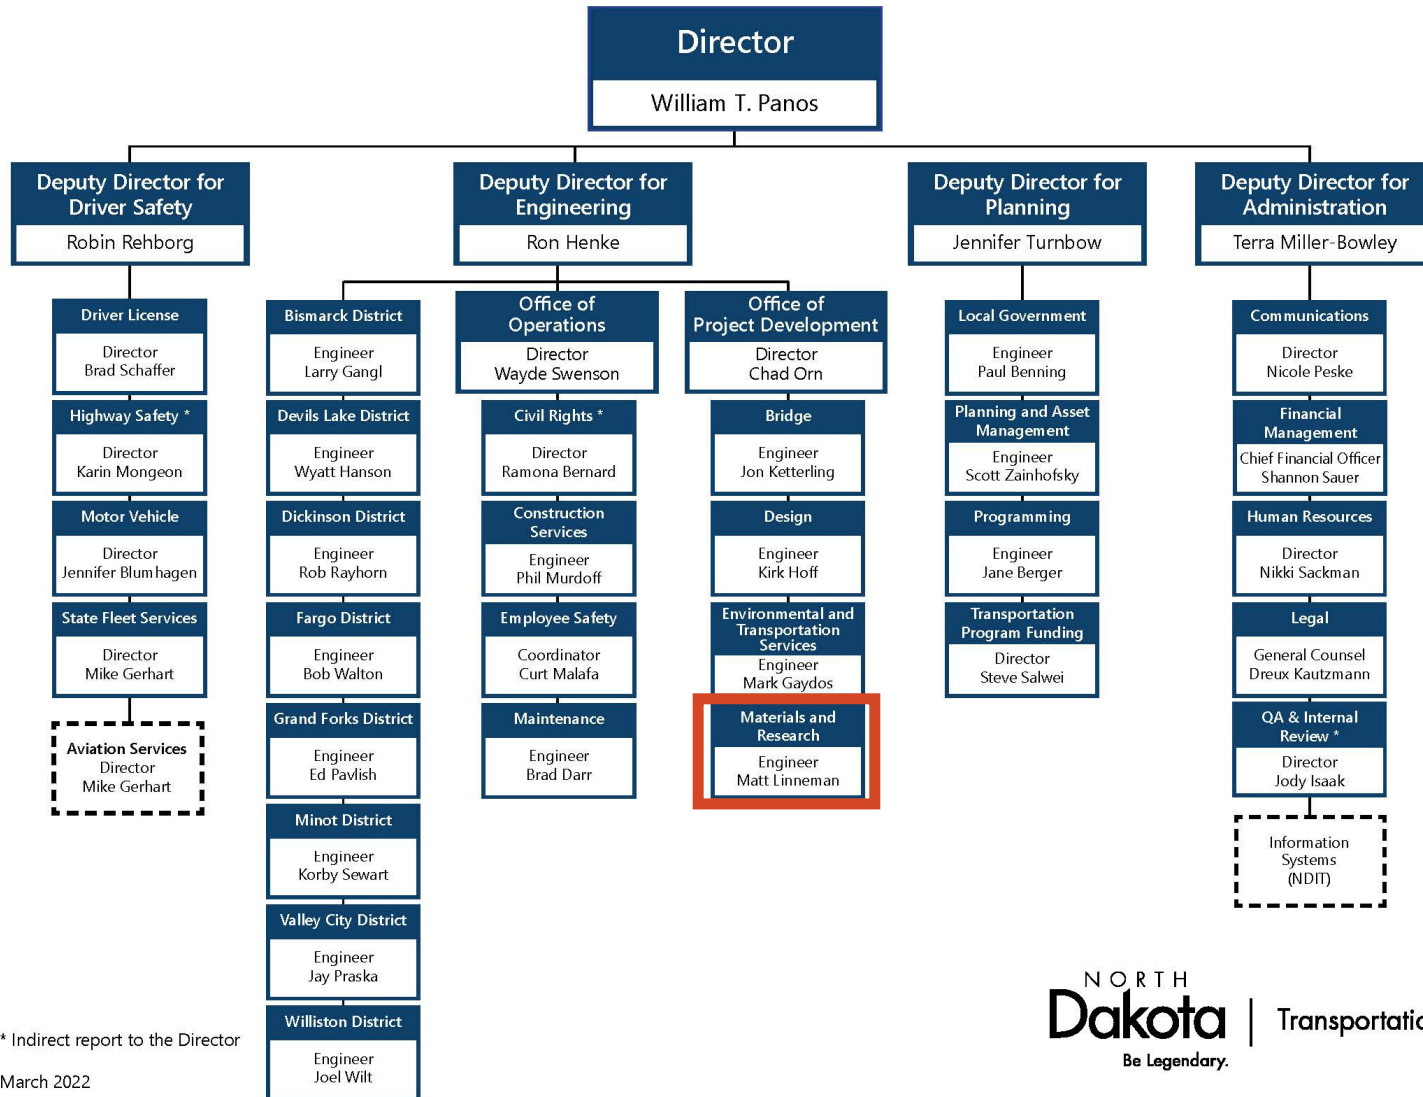 Director
William T. Panos
Deputy Director for
Driver Safety
Robin Rehborg
Deputy Director for
Engineering
Ron Henke
Deputy Director for
Planning
Jennifer Turnbow
Deputy Director for
Administration
Terra Miller-Bowley
Driver License
Director
Brad Schaffer
Highway Safety *
Director
Karin Mongeon
Motor Vehicle
Director
Jennifer Blumhagen
State Fleet Services
Director
Mike Gerhart
Aviation Services
Director
Mike Gerhart
Bismarck District
Engineer
Larry Gangl
Devils Lake District
Engineer
Wyatt Hanson
Dickinson District
Engineer
Rob Rayhorn
Fargo District
Engineer
Bob Walton
Grand Forks District
Engineer
Ed Pavlish
Minot District
Engineer
Korby Sewart
Valley City District
Engineer
Jay Praska
Williston District
Engineer
Joel Wilt
Office of
Operations
Director
Wayde Swenson
Civil Rights *
Director
Ramona Bernard
Construction
Services
Engineer
Phil Murdoff
Employee Safety
Coordinator
Curt Malafa
Maintenance
Engineer
Brad Darr
Office of
Project Development
Director
Chad Orn
Bridge
Engineer
Jon Ketterling
Design
Engineer
Kirk Hoff
Environmental and
Transportation
Services
Engineer
Mark Gaydos
Materials and
Research
Engineer
Matt Linneman
Local Government
Engineer
Paul Benning
Planning and Asset
Management
Engineer
Scott Zainhofsky
Programming
Engineer
Jane Berger
Transportation
Program Funding
Director
Steve Salwei
Communications
Director
Nicole Peske
Financial
Management
Chief Financial Officer
Shannon Sauer
Human Resources
Director
Nikki Sackman
Legal
General Counsel
Dreux Kautzmann
QA & Internal
Review *
Director
Jody Isaak
Information
Systems
(NDIT)
* Indirect report to the Director
March 2022
NORTH
Dakota
Be Legendary.
Transportatio